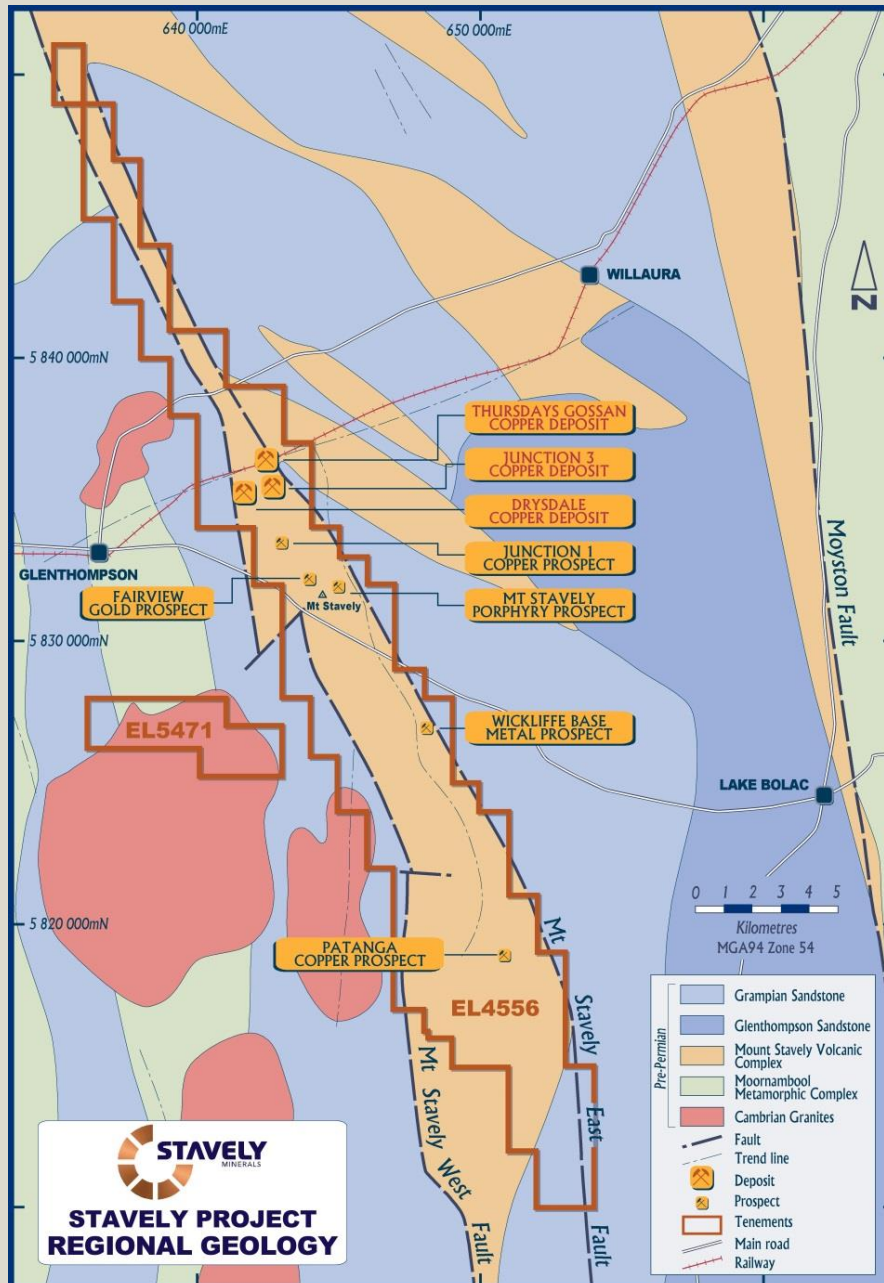 640 000mE
650 000mE
WILLAURA
N
5 840 000mN
THURSDAYS GOSSAN
COPPER DEPOSIT
JUNCTION 3
COPPER DEPOSIT
DRYSDALE
COPPER DEPOSIT
JUNCTION 1
COPPER PROSPECT
GLENTHOMPSON
FAIRVIEW
GOLD PROSPECT
Mt Stavely
MT STAVELY
PORPHYRY PROSPECT
Moyston Fault
5 830 000mN
EL5471
WICKLIFFE BASE
METAL PROSPECT
LAKE BOLAC
0 1 2 3 4 5
Kilometres
MGA94 Zone 54
5 820 000mN
PATANGA
COPPER PROSPECT
EL4556
Mt Stavely East Fault
Mt Stavely West Fault
Pre-Permian
Grampian Sandstone
Glenthompson Sandstone
Mount Stavely Volcanic
Complex
Moornambool
Metamorphic Complex
Cambrian Granites
Fault
Trend line
Deposit
Prospect
Tenements
Main road
Railway
STAVELY
MINERALS
STAVELY PROJECT
REGIONAL GEOLOGY